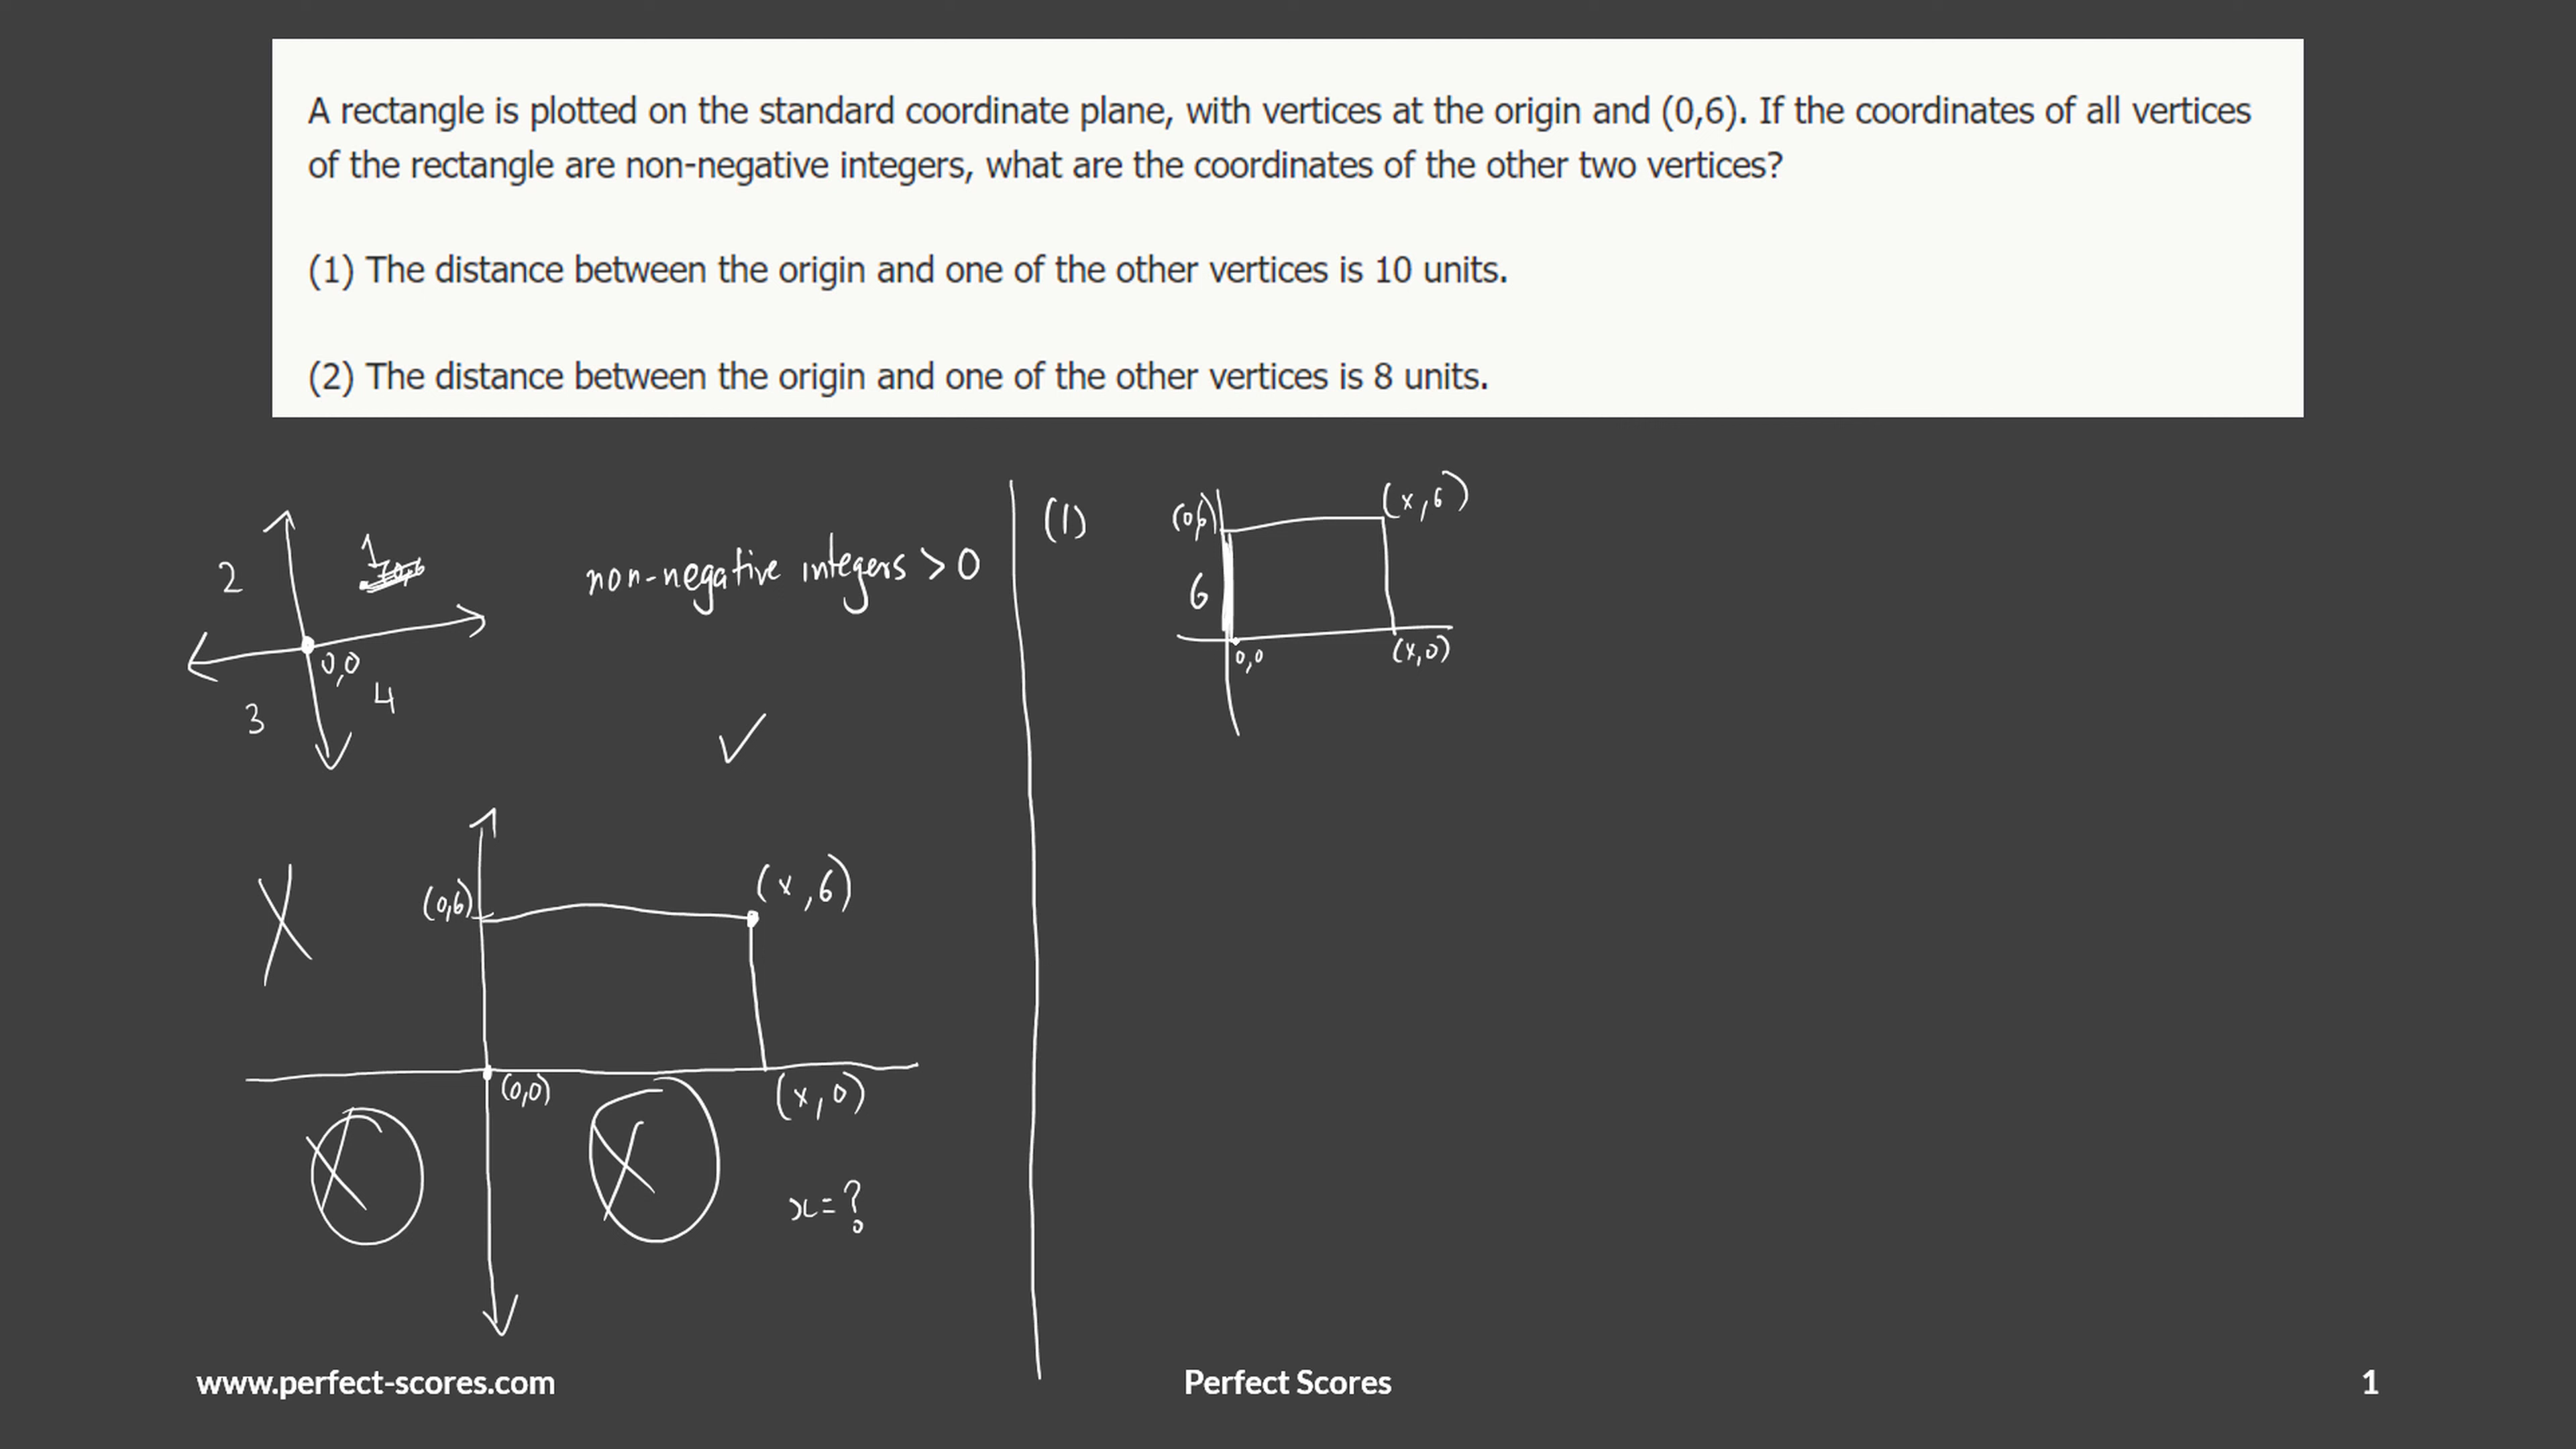 A rectangle is plotted on the standard coordinate plane, with vertices at the origin and (0,6). If the coordinates of all vertices
of the rectangle are non-negative integers, what are the coordinates of the other two vertices?
(1) The distance between the origin and one of the other vertices is 10 units.
(2) The distance between the origin and one of the other vertices is 8 units.
2
1
0,0
3
4
non-negative integers > 0
(0,6)
(x,6)
(0,0)
(x,0)
x=?
(1)
(0,6)
(x,6)
6
0,0
(x,0)
www.perfect-scores.com
Perfect Scores
1